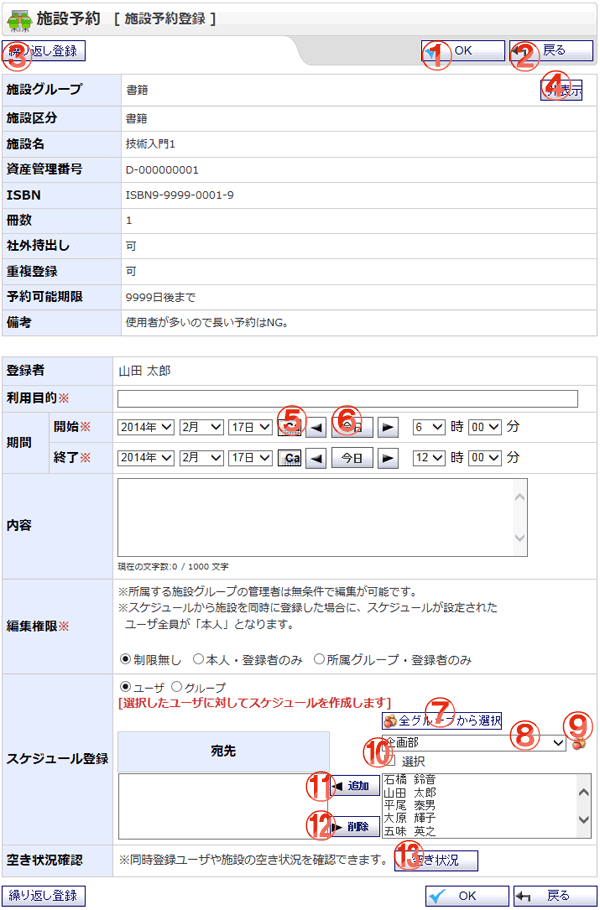 施設予約 [ 施設予約登録 ]
③ 繰り返し登録 ① OK ② 戻る
施設グループ 書籍 ④ 非表示
施設区分 書籍
施設名 技術入門1
資産管理番号 D-000000001
ISBN ISBN9-9999-0001-9
冊数 1
社外持出し 可
重複登録 可
予約可能期限 9999日後まで
備考 使用者が多いので長い予約はNG。
登録者 山田 太郎
利用目的※
期間 開始※ 2014年 2月 17日 ⑤ Ca ◀ ⑥ 今日 ▶ 6 時 00 分
終了※ 2014年 2月 17日 Ca ◀ 今日 ▶ 12 時 00 分
内容
現在の文字数:0 / 1000 文字
編集権限※
※所属する施設グループの管理者は無条件で編集が可能です。
※スケジュールから施設を同時に登録した場合に、スケジュールが設定された
ユーザ全員が「本人」となります。
制限無し 本人・登録者のみ 所属グループ・登録者のみ
スケジュール登録
ユーザ グループ
[選択したユーザに対してスケジュールを作成します]
⑦ 全グループから選択
宛先 企画部 ⑧ ⑨
⑩ 選択
⑪ ◀ 追加
⑫ ▶ 削除
石橋 鈴音
山田 太郎
平尾 泰男
大原 輝子
五味 英之
空き状況確認 ※同時登録ユーザや施設の空き状況を確認できます。 ⑬ 空き状況
繰り返し登録 OK 戻る